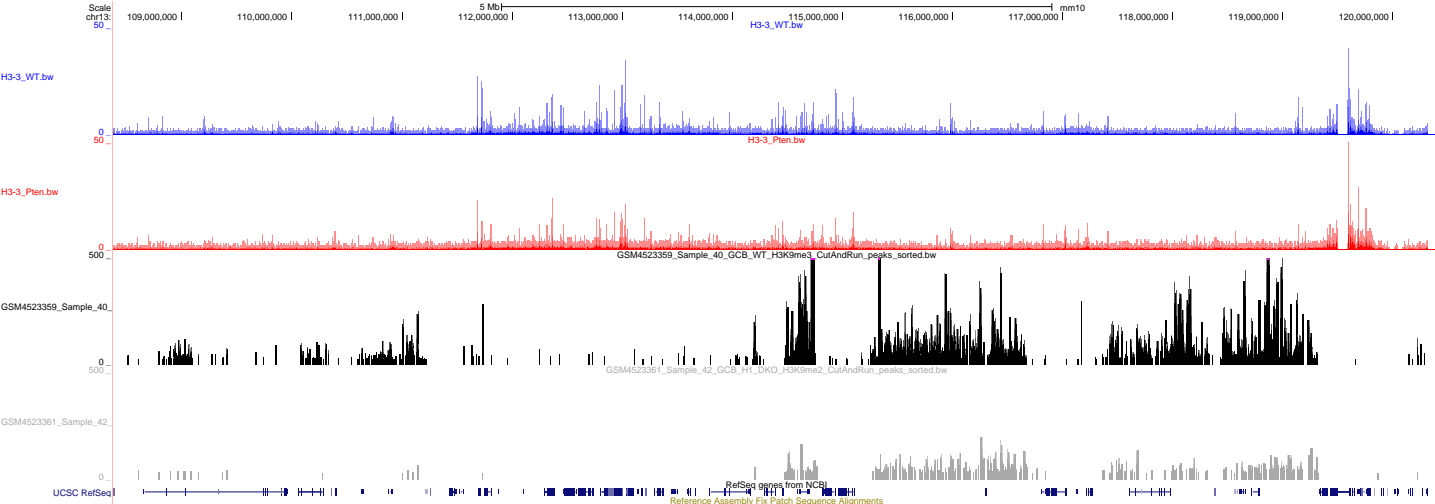 Scale 5 Mb mm10
chr13: 109,000,000 110,000,000 111,000,000 112,000,000 113,000,000 114,000,000 115,000,000 116,000,000 117,000,000 118,000,000 119,000,000 120,000,000
50 _ H3-3_WT.bw
H3-3_WT.bw
0 _
H3-3_Pten.bw
50 _
H3-3_Pten.bw
0 _
500 _ GSM4523359_Sample_40_GCB_WT_H3K9me3_CutAndRun_peaks_sorted.bw
GSM4523359_Sample_40_
0 _
500 _ GSM4523361_Sample_42_GCB_H1_DKO_H3K9me2_CutAndRun_peaks_sorted.bw
GSM4523361_Sample_42_
0 _
RefSeq genes from NCBI
UCSC RefSeq
Reference Assembly Fix Patch Sequence Alignments